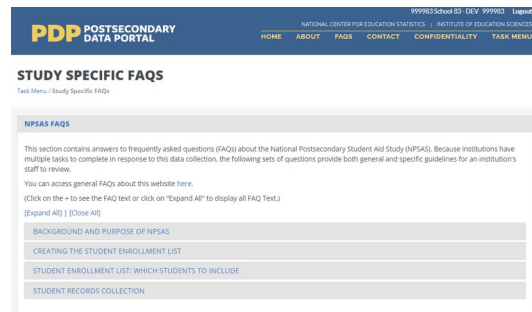 999983 School 83 - DEV 999983 Logout
PDP POSTSECONDARY DATA PORTAL
NATIONAL CENTER FOR EDUCATION STATISTICS | INSTITUTE OF EDUCATION SCIENCES
HOME ABOUT FAQS CONTACT CONFIDENTIALITY TASK MENU
STUDY SPECIFIC FAQS
Task Menu / Study Specific FAQs
NPSAS FAQS
This section contains answers to frequently asked questions (FAQs) about the National Postsecondary Student Aid Study (NPSAS). Because institutions have
multiple tasks to complete in response to this data collection, the following sets of questions provide both general and specific guidelines for an institution's
staff to review.
You can access general FAQs about this website here.
(Click on the + to see the FAQ text or click on "Expand All" to display all FAQ Text.)
[Expand All] | [Close All]
BACKGROUND AND PURPOSE OF NPSAS
CREATING THE STUDENT ENROLLMENT LIST
STUDENT ENROLLMENT LIST: WHICH STUDENTS TO INCLUDE
STUDENT RECORDS COLLECTION